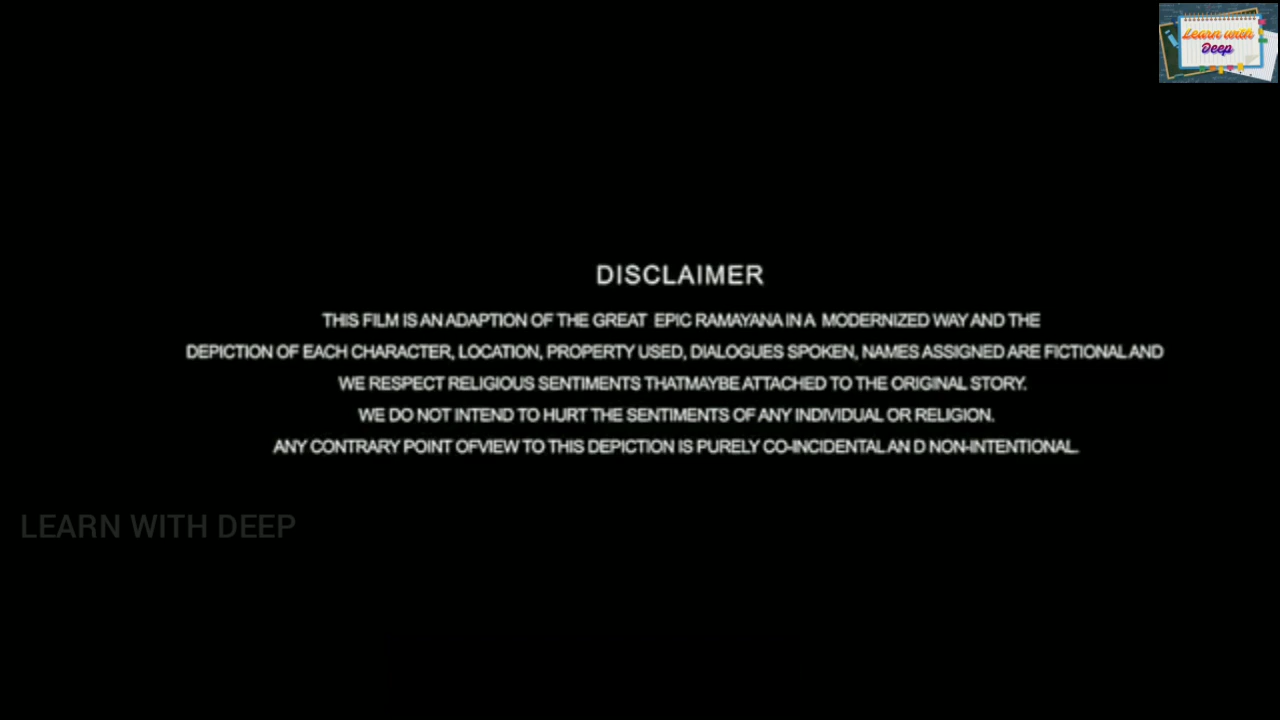 Learn with
Deep
DISCLAIMER
THIS FILM IS AN ADAPTION OF THE GREAT EPIC RAMAYANA IN A MODERNIZED WAY AND THE
DEPICTION OF EACH CHARACTER, LOCATION, PROPERTY USED, DIALOGUES SPOKEN, NAMES ASSIGNED ARE FICTIONAL AND
WE RESPECT RELIGIOUS SENTIMENTS THATMAYBE ATTACHED TO THE ORIGINAL STORY.
WE DO NOT INTEND TO HURT THE SENTIMENTS OF ANY INDIVIDUAL OR RELIGION.
ANY CONTRARY POINT OFVIEW TO THIS DEPICTION IS PURELY CO-INCIDENTAL AN D NON-INTENTIONAL.
LEARN WITH DEEP